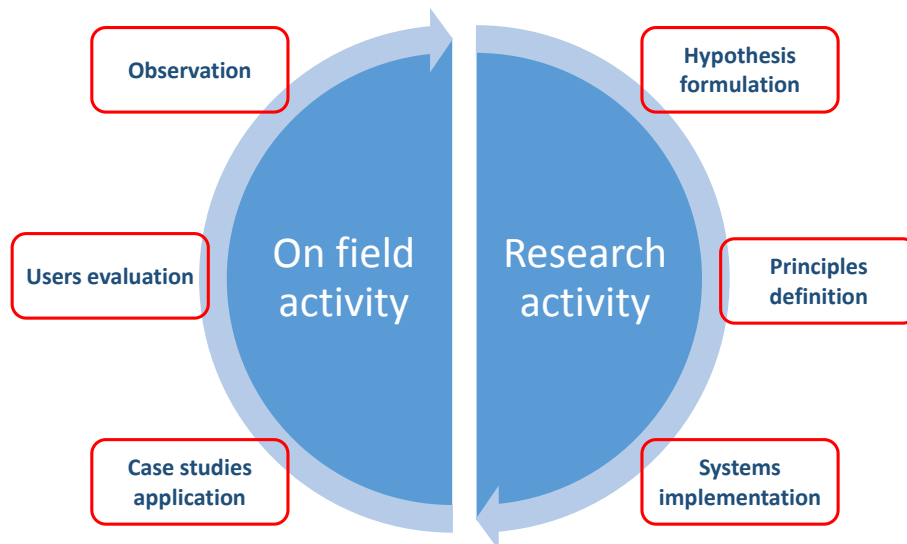 Observation
Hypothesis
formulation
Users evaluation
On field
activity
Research
activity
Principles
definition
Case studies
application
Systems
implementation